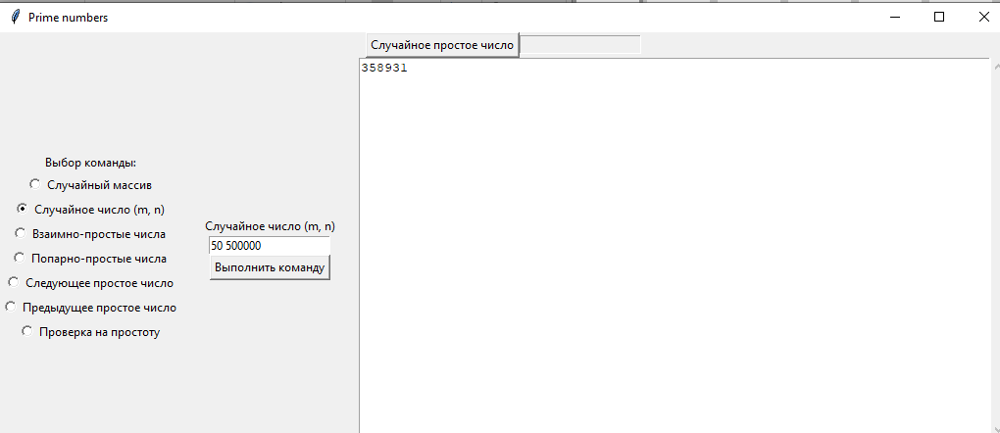 Prime numbers
Случайное простое число
358931
Выбор команды:
Случайный массив
Случайное число (m, n)
Взаимно-простые числа
Попарно-простые числа
Следующее простое число
Предыдущее простое число
Проверка на простоту
Случайное число (m, n)
50 500000
Выполнить команду